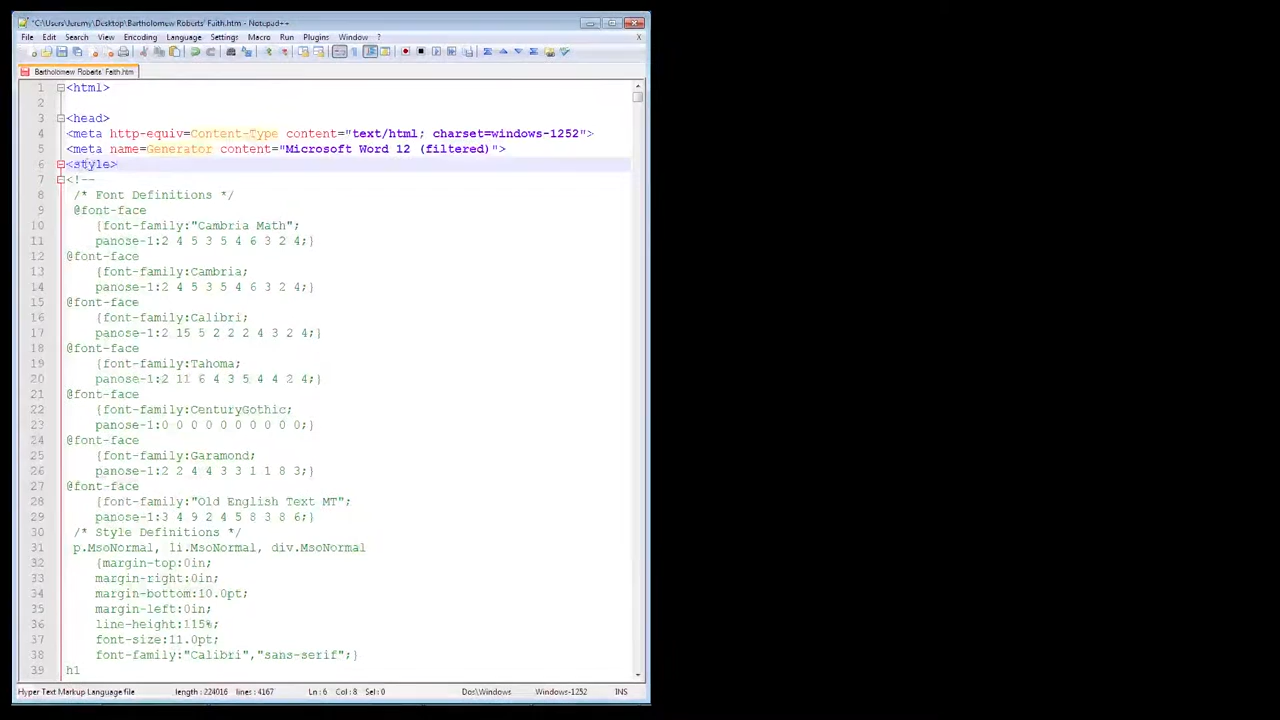 *C:\Users\Jeremy\Desktop\Bartholomew Roberts' Faith.htm - Notepad++
File Edit Search View Encoding Language Settings Macro Run Plugins Window ? X
Bartholomew Roberts' Faith.htm
1 <html>
2
3 <head>
4 <meta http-equiv=Content-Type content="text/html; charset=windows-1252">
5 <meta name=Generator content="Microsoft Word 12 (filtered)">
6 <style>
7 <!--
8 /* Font Definitions */
9 @font-face
10 {font-family:"Cambria Math";
11 panose-1:2 4 5 3 5 4 6 3 2 4;}
12 @font-face
13 {font-family:Cambria;
14 panose-1:2 4 5 3 5 4 6 3 2 4;}
15 @font-face
16 {font-family:Calibri;
17 panose-1:2 15 5 2 2 2 4 3 2 4;}
18 @font-face
19 {font-family:Tahoma;
20 panose-1:2 11 6 4 3 5 4 4 2 4;}
21 @font-face
22 {font-family:CenturyGothic;
23 panose-1:0 0 0 0 0 0 0 0 0 0;}
24 @font-face
25 {font-family:Garamond;
26 panose-1:2 2 4 4 3 3 1 1 8 3;}
27 @font-face
28 {font-family:"Old English Text MT";
29 panose-1:3 4 9 2 4 5 8 3 8 6;}
30 /* Style Definitions */
31 p.MsoNormal, li.MsoNormal, div.MsoNormal
32 {margin-top:0in;
33 margin-right:0in;
34 margin-bottom:10.0pt;
35 margin-left:0in;
36 line-height:115%;
37 font-size:11.0pt;
38 font-family:"Calibri","sans-serif";}
39 h1
Hyper Text Markup Language file length : 224016 lines : 4167 Ln : 6 Col : 8 Sel : 0 Dos\Windows Windows-1252 INS